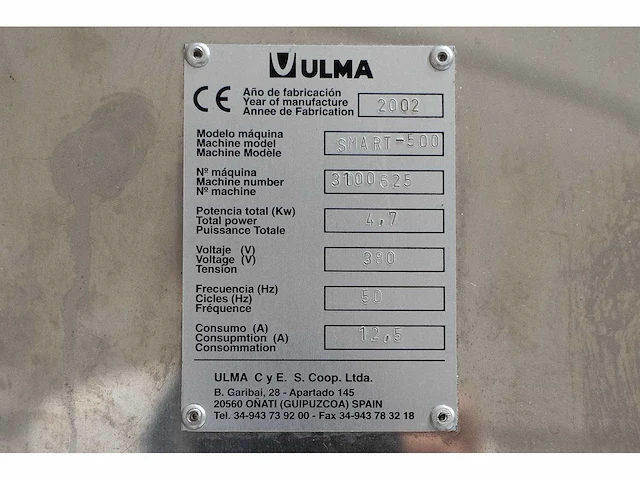 ULMA
CE
Año de fabricación
Year of manufacture
Annee de Fabrication
2002
Modelo máquina
Machine model
Machine Modèle
SMART-500
Nº máquina
Machine number
Nº machine
3100625
Potencia total (Kw)
Total power
Puissance Totale
4,7
Voltaje (V)
Voltage (V)
Tension
380
Frecuencia (Hz)
Cicles (Hz)
Fréquence
50
Consumo (A)
Consupmtion (A)
Consommation
12,5
ULMA C y E. S. Coop. Ltda.
B. Garibai, 28 - Apartado 145
20560 OÑATI (GUIPUZCOA) SPAIN
Tel. 34-943 73 92 00 - Fax 34-943 78 32 18